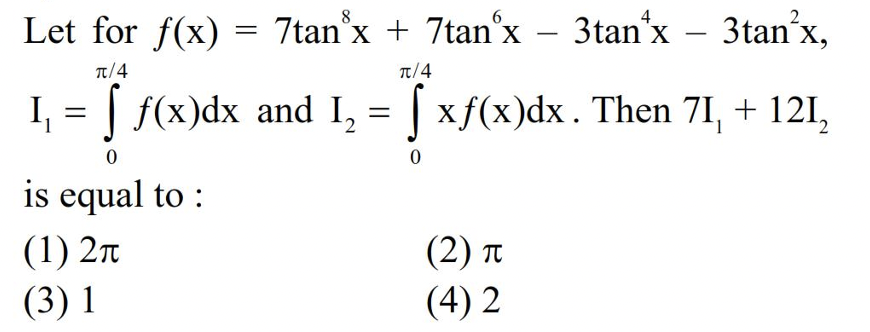 Let for f(x) = 7tan⁸x + 7tan⁶x – 3tan⁴x – 3tan²x,
I₁ = ∫₀^(π/4) f(x)dx and I₂ = ∫₀^(π/4) x f(x)dx . Then 7I₁ + 12I₂
is equal to :
(1) 2π (2) π
(3) 1 (4) 2